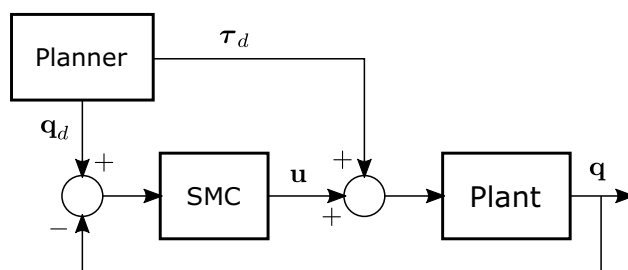 τ_d
Planner
q_d
+
+
SMC
u
+
−
Plant
q